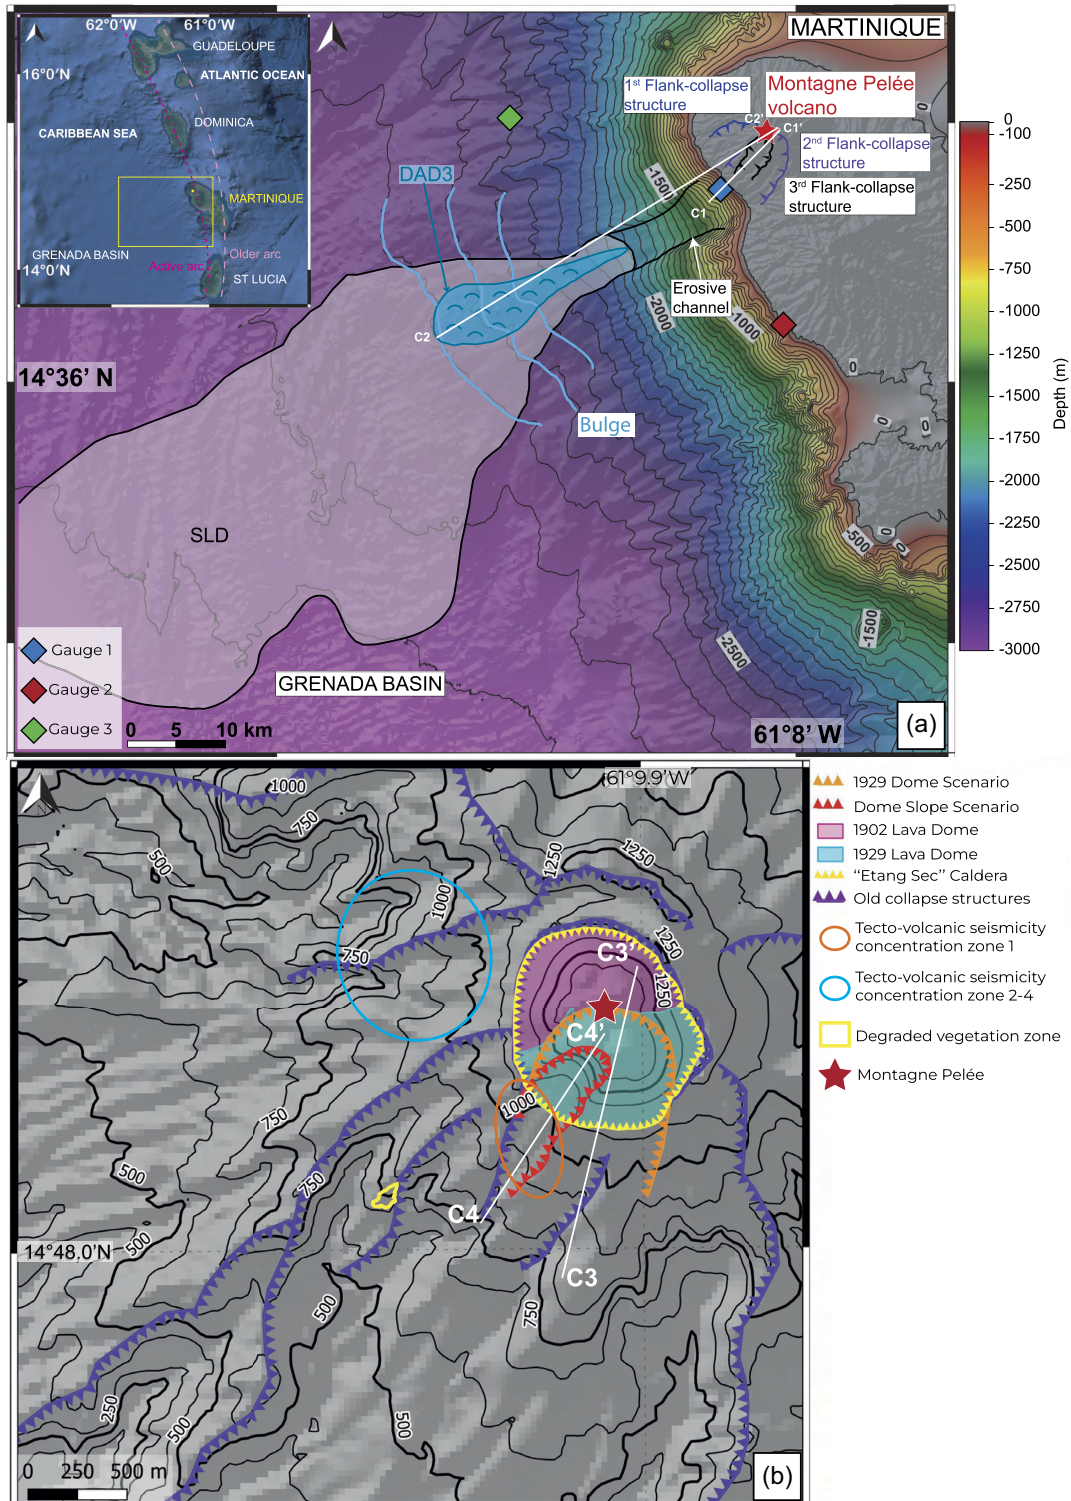 62°0'W
61°0'W
GUADELOUPE
16°0'N
ATLANTIC OCEAN
DOMINICA
CARIBBEAN SEA
MARTINIQUE
GRENADA BASIN
Older arc
Active arc
14°0'N
ST LUCIA
MARTINIQUE
1st Flank-collapse
structure
Montagne Pelée
volcano
C2'
C1'
2nd Flank-collapse
structure
3rd Flank-collapse
structure
C1
DAD3
-1500
Erosive
channel
-2000
-1000
C2
14°36' N
Bulge
0
0
0
0
0
0
-500
-1500
-2500
SLD
Gauge 1
Gauge 2
Gauge 3
GRENADA BASIN
0 5 10 km
61°8' W
(a)
0
-100
-250
-500
-750
-1000
-1250
-1500
-1750
-2000
-2250
-2500
-2750
-3000
Depth (m)
61°9.9'W
1000
750
500
1250
1250
1000
750
1250
1250
C3'
C4'
1000
750
750
500
500
C4
C3
14°48.0'N
500
750
250
500
500
0 250 500 m
(b)
1929 Dome Scenario
Dome Slope Scenario
1902 Lava Dome
1929 Lava Dome
"Etang Sec" Caldera
Old collapse structures
Tecto-volcanic seismicity
concentration zone 1
Tecto-volcanic seismicity
concentration zone 2-4
Degraded vegetation zone
Montagne Pelée